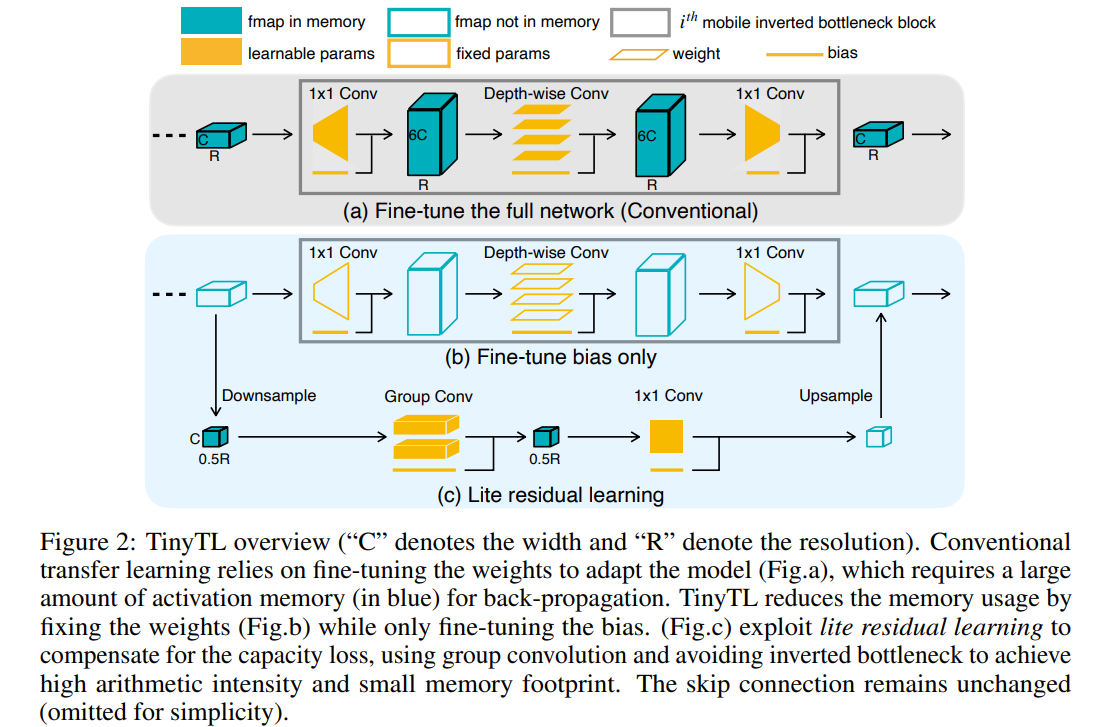 fmap in memory
fmap not in memory
iᵗʰ mobile inverted bottleneck block
learnable params
fixed params
weight
bias
1x1 Conv
Depth-wise Conv
1x1 Conv
C
R
6C
R
6C
R
C
R
(a) Fine-tune the full network (Conventional)
1x1 Conv
Depth-wise Conv
1x1 Conv
(b) Fine-tune bias only
Downsample
Group Conv
1x1 Conv
Upsample
C
0.5R
0.5R
(c) Lite residual learning
Figure 2: TinyTL overview (“C” denotes the width and “R” denote the resolution). Conventional
transfer learning relies on fine-tuning the weights to adapt the model (Fig.a), which requires a large
amount of activation memory (in blue) for back-propagation. TinyTL reduces the memory usage by
fixing the weights (Fig.b) while only fine-tuning the bias. (Fig.c) exploit lite residual learning to
compensate for the capacity loss, using group convolution and avoiding inverted bottleneck to achieve
high arithmetic intensity and small memory footprint. The skip connection remains unchanged
(omitted for simplicity).